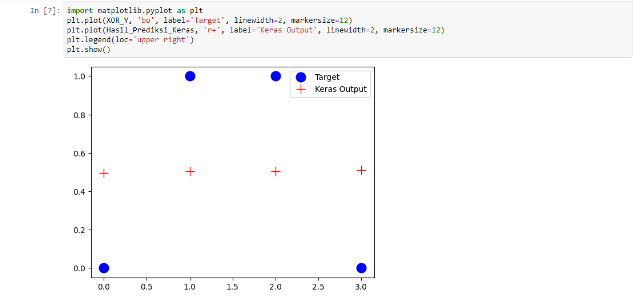 In [7]: import matplotlib.pyplot as plt
plt.plot(XOR_Y, 'bo', label='Target', linewidth=2, markersize=12)
plt.plot(Hasil_Prediksi_Keras, 'r+', label='Keras Output', linewidth=2, markersize=12)
plt.legend(loc='upper right')
plt.show()
Target
Keras Output
1.0
0.8
0.6
0.4
0.2
0.0
0.0 0.5 1.0 1.5 2.0 2.5 3.0